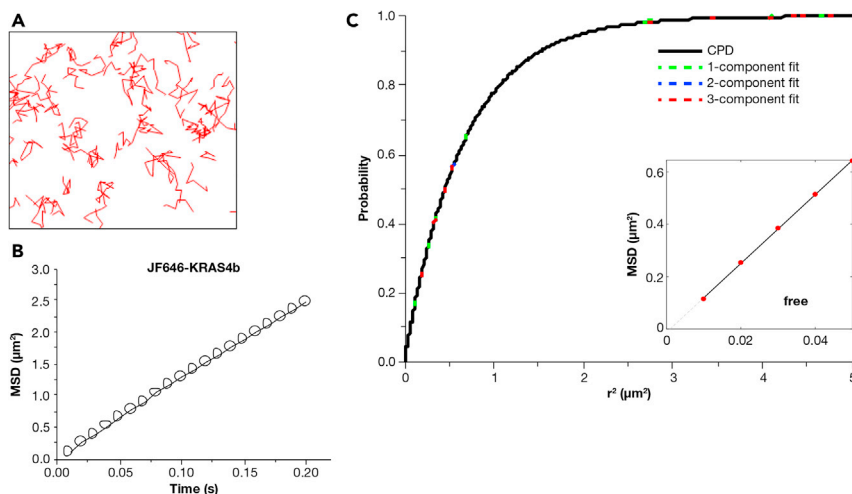 A
B
JF646-KRAS4b
3.0
2.5
2.0
1.5
1.0
0.5
0.0
MSD (µm²)
0.00
0.05
0.10
0.15
0.20
Time (s)
C
1.0
0.8
0.6
0.4
0.2
0.0
Probability
CPD
1-component fit
2-component fit
3-component fit
0.6
0.4
0.2
0
MSD (µm²)
free
0.02
0.04
0
1
2
3
4
5
r² (µm²)